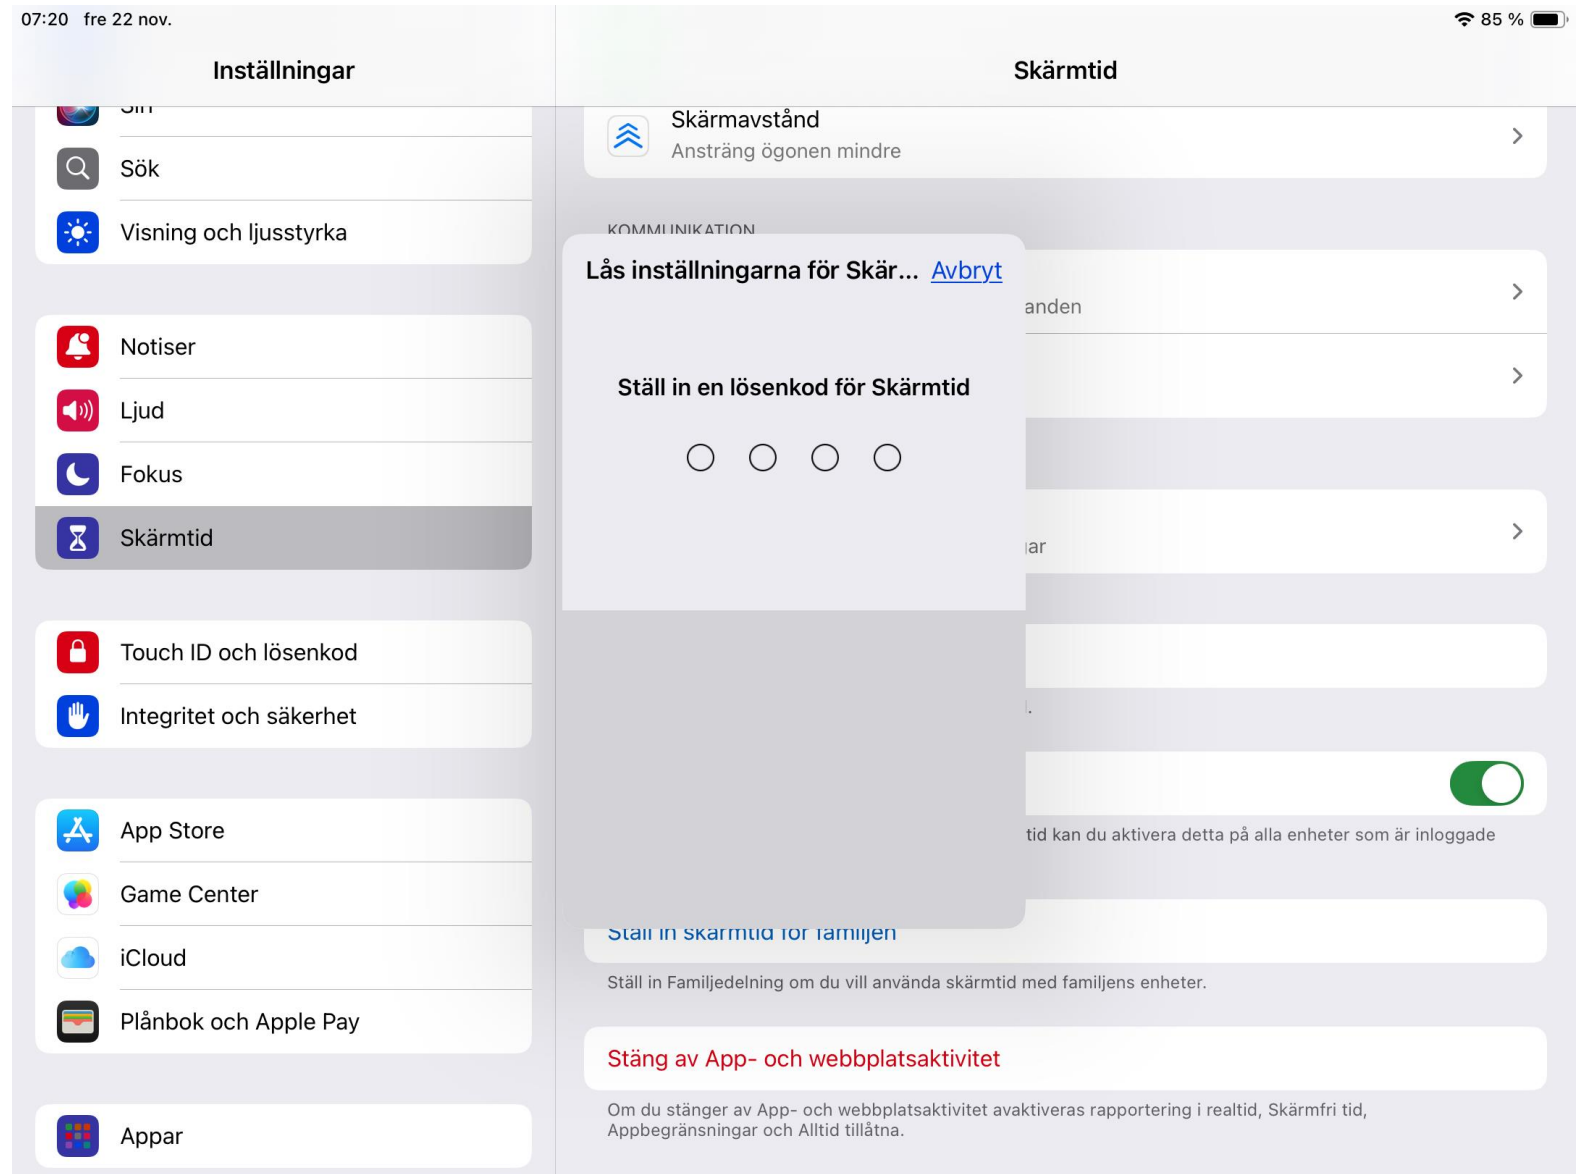 07:20 fre 22 nov.
85 %
Inställningar
Skärmtid
Siri
Sök
Visning och ljusstyrka
Notiser
Ljud
Fokus
Skärmtid
Touch ID och lösenkod
Integritet och säkerhet
App Store
Game Center
iCloud
Plånbok och Apple Pay
Appar
Skärmavstånd
Ansträng ögonen mindre
KOMMUNIKATION
Lås inställningarna för Skär... Avbryt
Ställ in en lösenkod för Skärmtid
tid kan du aktivera detta på alla enheter som är inloggade
Ställ in skärmtid för familjen
Ställ in Familjedelning om du vill använda skärmtid med familjens enheter.
Stäng av App- och webbplatsaktivitet
Om du stänger av App- och webbplatsaktivitet avaktiveras rapportering i realtid, Skärmfri tid,
Appbegränsningar och Alltid tillåtna.